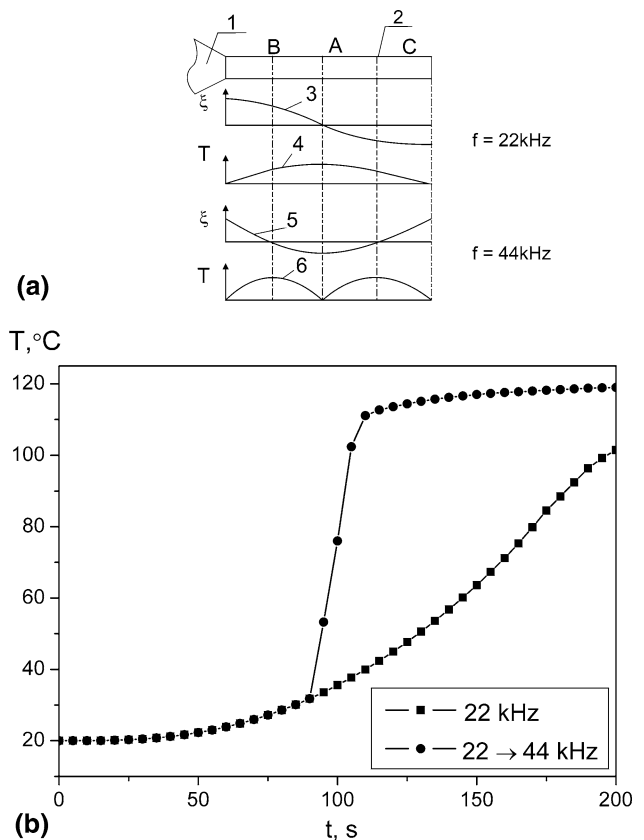 1
2
B A C
ξ
3
f = 22kHz
T
4
ξ
5
f = 44kHz
T
6
(a)
T,°C
120
100
80
60
40
20
22 kHz
22 → 44 kHz
0 50 100 150 200
(b)
t, s